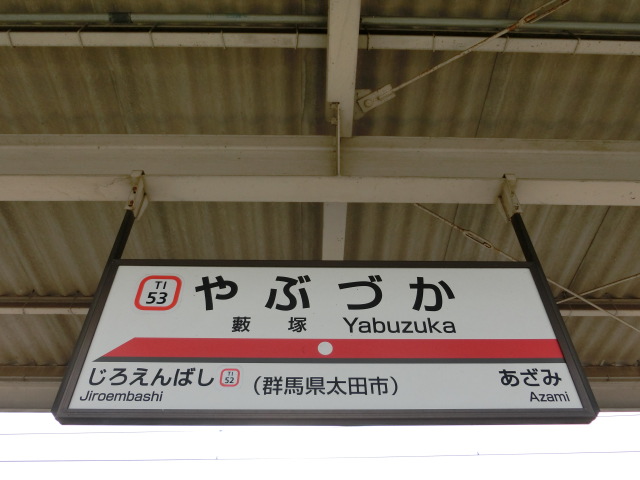 TI
53
やぶづか
藪塚 Yabuzuka
じろえんばし
TI
52
Jiroembashi
(群馬県太田市)
あざみ
Azami